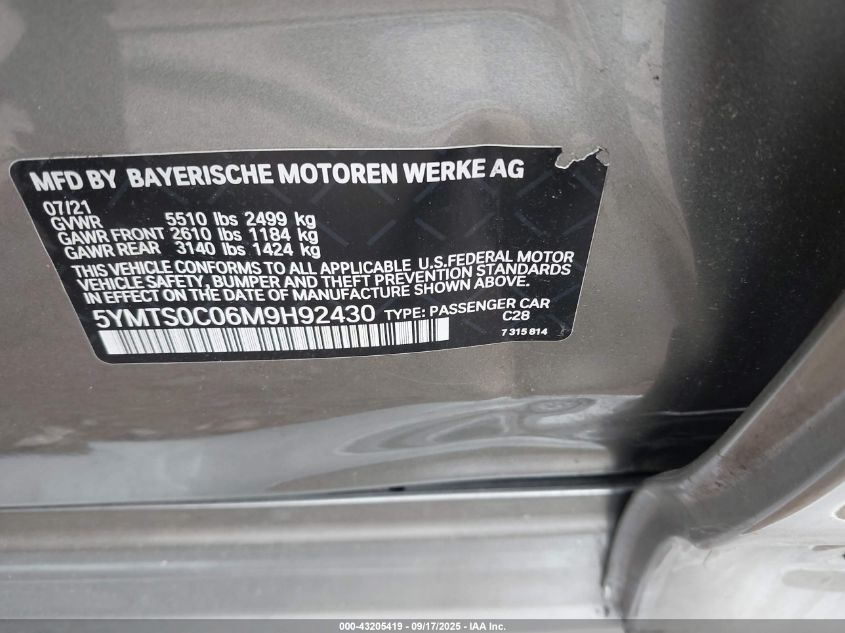 MFD BY BAYERISCHE MOTOREN WERKE AG
07/21
GVWR 5510 lbs 2499 kg
GAWR FRONT 2610 lbs 1184 kg
GAWR REAR 3140 lbs 1424 kg
THIS VEHICLE CONFORMS TO ALL APPLICABLE U.S.FEDERAL MOTOR
VEHICLE SAFETY, BUMPER AND THEFT PREVENTION STANDARDS
IN EFFECT ON THE DATE OF MANUFACTURE SHOWN ABOVE.
5YMTS0C06M9H92430 TYPE: PASSENGER CAR
C28
7 315 814
000-43205419 - 09/17/2025 - IAA Inc.